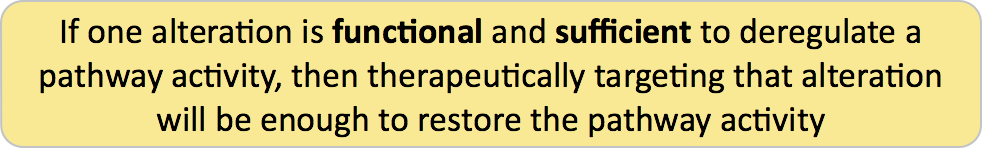 If one alteration is functional and sufficient to deregulate a
pathway activity, then therapeutically targeting that alteration
will be enough to restore the pathway activity